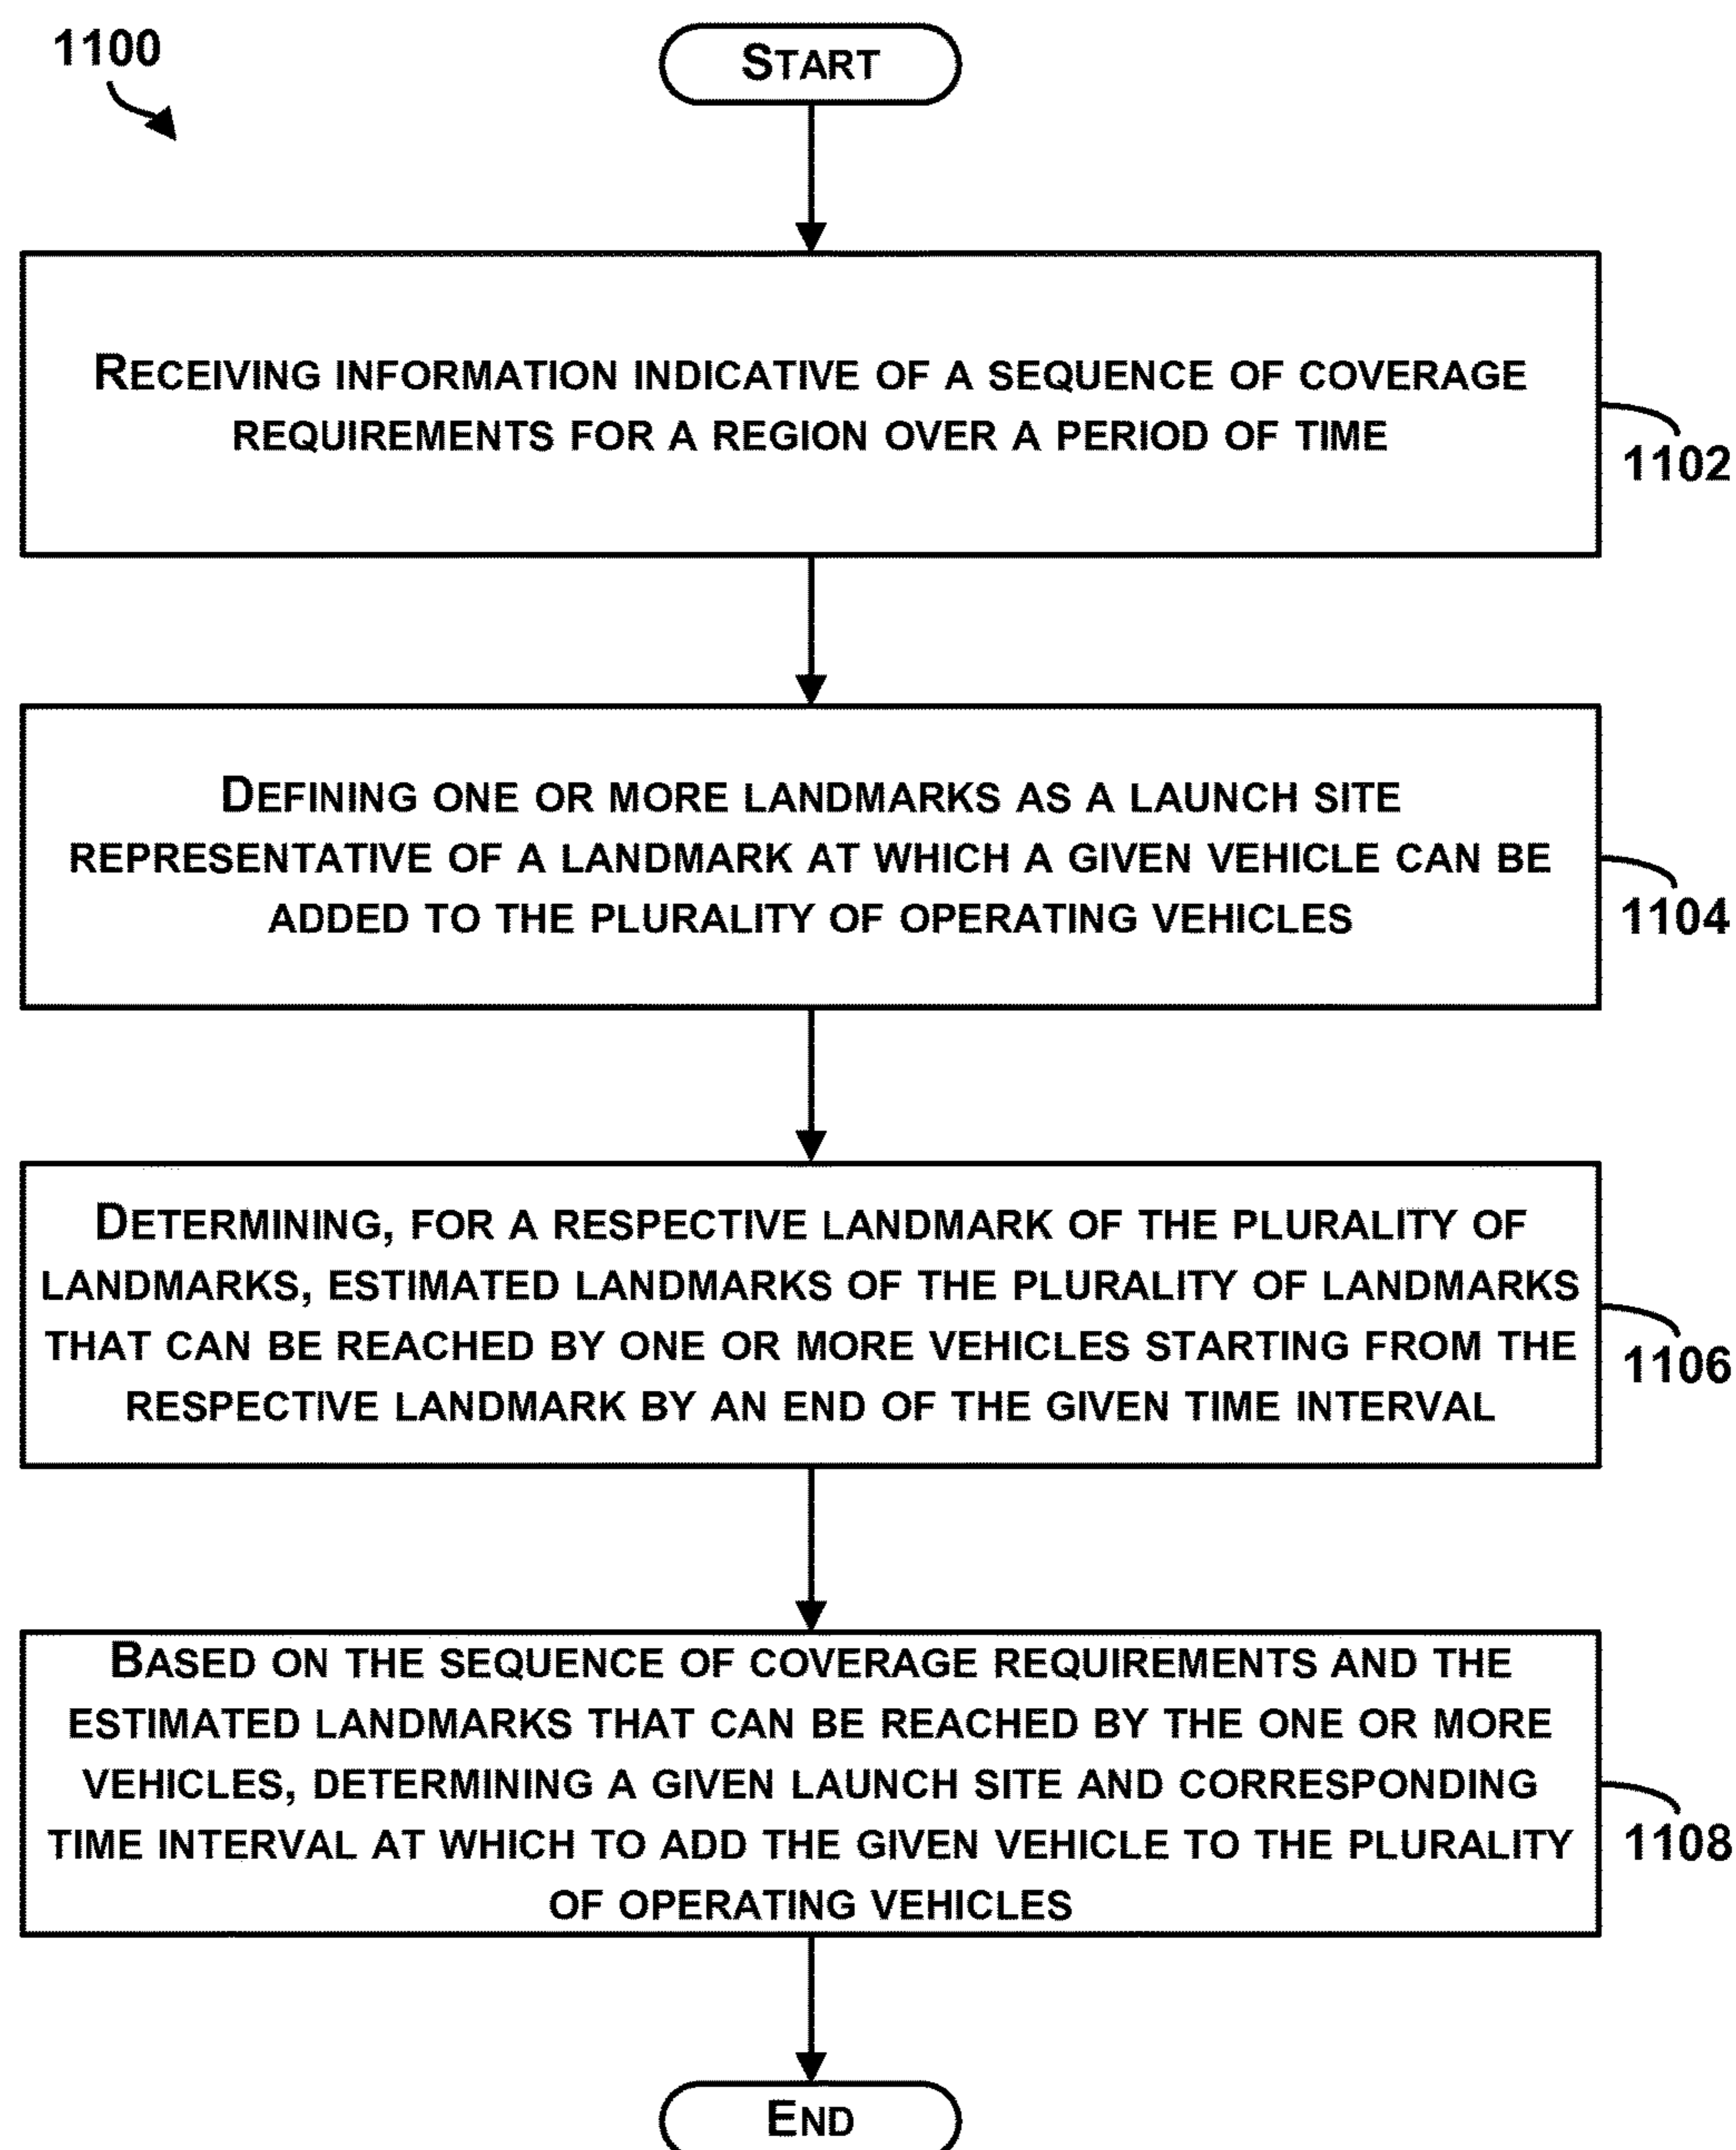 1100
START
RECEIVING INFORMATION INDICATIVE OF A SEQUENCE OF COVERAGE
REQUIREMENTS FOR A REGION OVER A PERIOD OF TIME
1102
DEFINING ONE OR MORE LANDMARKS AS A LAUNCH SITE
REPRESENTATIVE OF A LANDMARK AT WHICH A GIVEN VEHICLE CAN BE
ADDED TO THE PLURALITY OF OPERATING VEHICLES
1104
DETERMINING, FOR A RESPECTIVE LANDMARK OF THE PLURALITY OF
LANDMARKS, ESTIMATED LANDMARKS OF THE PLURALITY OF LANDMARKS
THAT CAN BE REACHED BY ONE OR MORE VEHICLES STARTING FROM THE
RESPECTIVE LANDMARK BY AN END OF THE GIVEN TIME INTERVAL
1106
BASED ON THE SEQUENCE OF COVERAGE REQUIREMENTS AND THE
ESTIMATED LANDMARKS THAT CAN BE REACHED BY THE ONE OR MORE
VEHICLES, DETERMINING A GIVEN LAUNCH SITE AND CORRESPONDING
TIME INTERVAL AT WHICH TO ADD THE GIVEN VEHICLE TO THE PLURALITY
OF OPERATING VEHICLES
1108
END